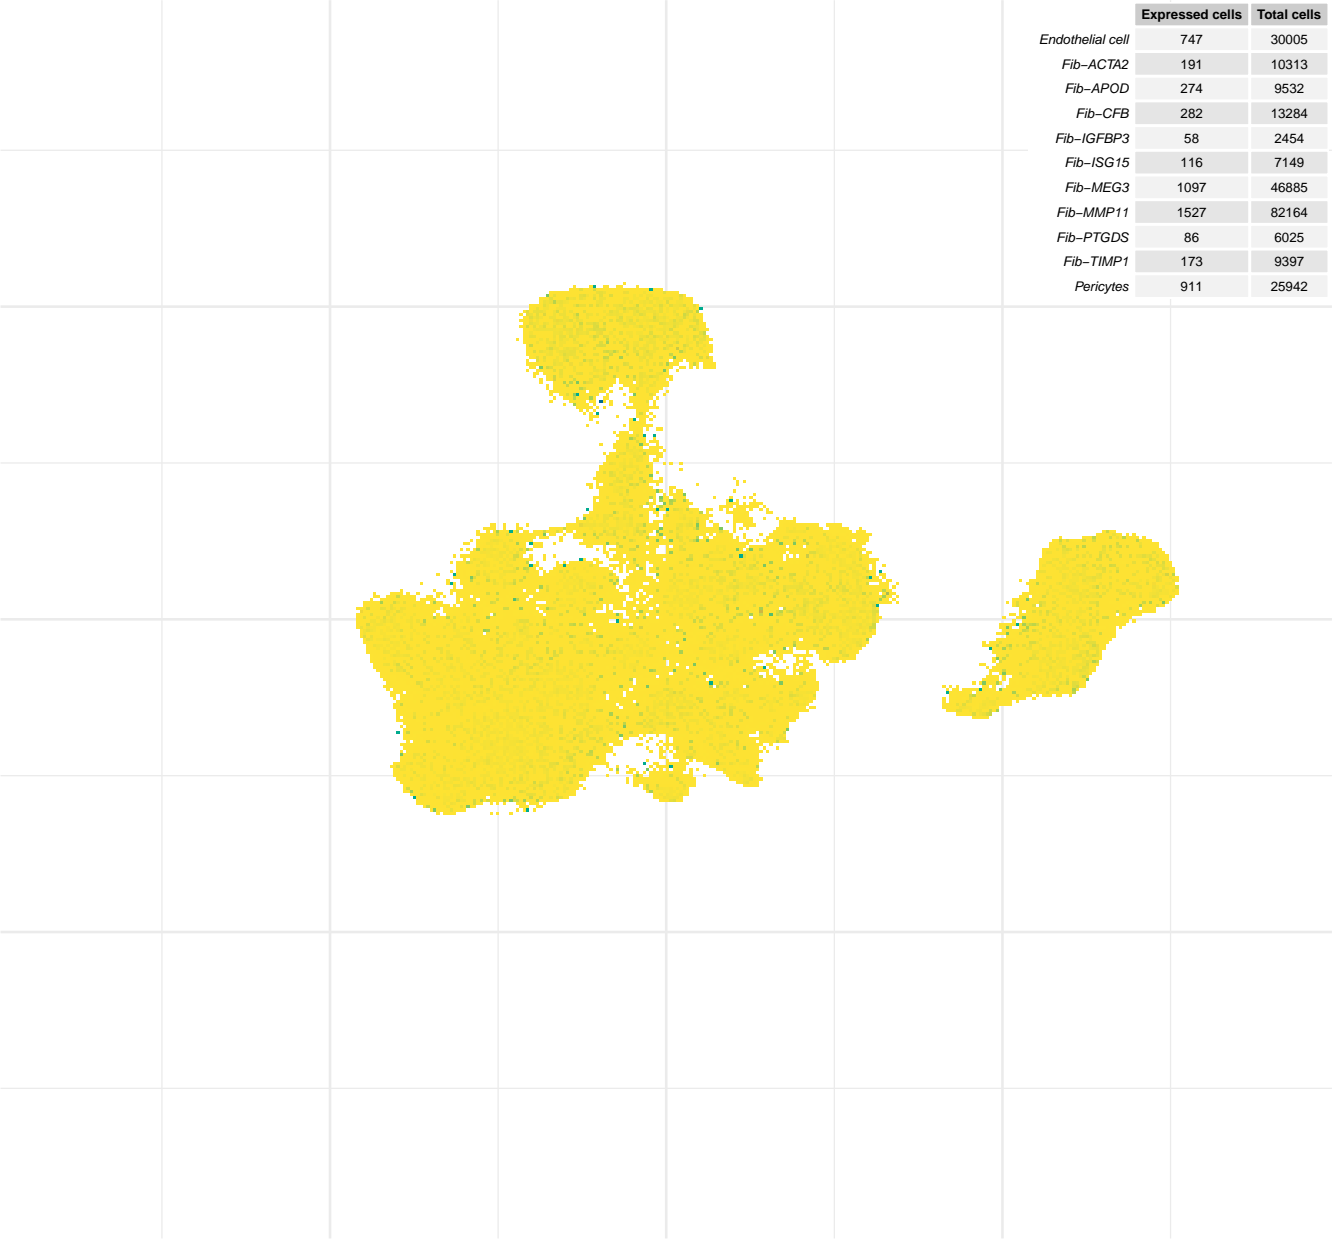 Expressed cells Total cells
Endothelial cell 747 30005
Fib−ACTA2 191 10313
Fib−APOD 274 9532
Fib−CFB 282 13284
Fib−IGFBP3 58 2454
Fib−ISG15 116 7149
Fib−MEG3 1097 46885
Fib−MMP11 1527 82164
Fib−PTGDS 86 6025
Fib−TIMP1 173 9397
Pericytes 911 25942